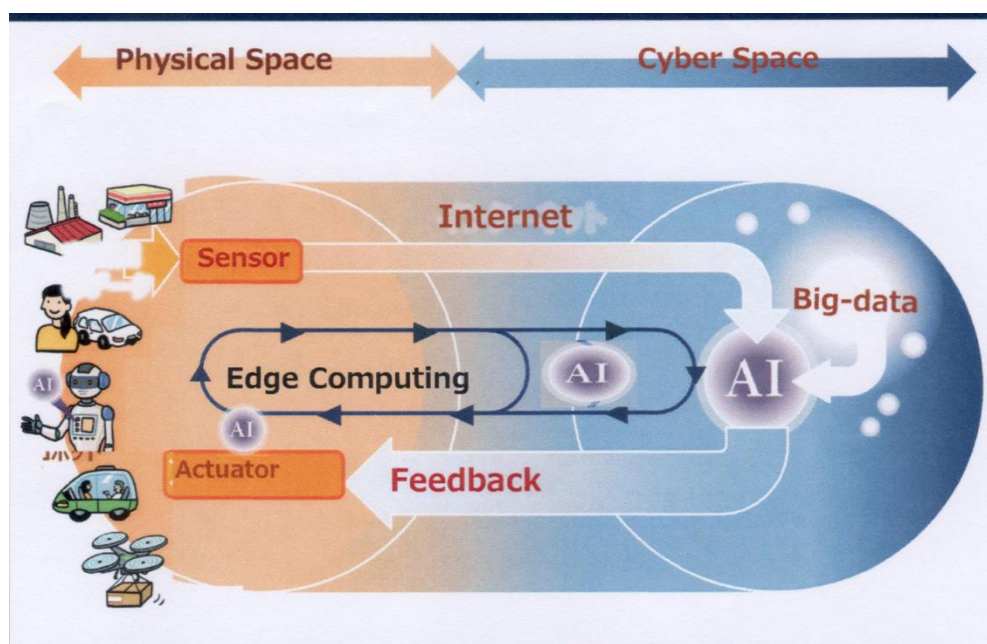 Physical Space
Cyber Space
Internet
Sensor
Big-data
AI
AI
Edge Computing
AI
AI
Actuator
Feedback